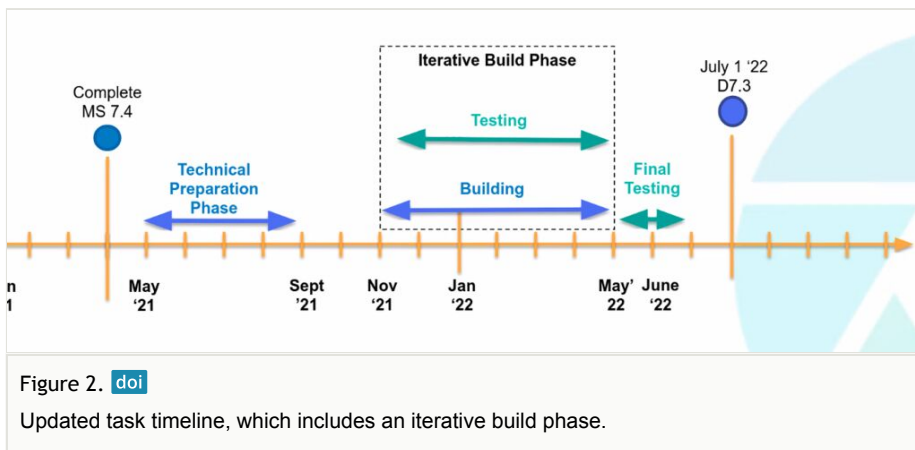 Complete
MS 7.4
Technical
Preparation
Phase
Iterative Build Phase
Testing
Building
Final
Testing
July 1 ‘22
D7.3
n
1
May
‘21
Sept
’21
Nov
‘21
Jan
‘22
May’
22
June
‘22
Figure 2. doi
Updated task timeline, which includes an iterative build phase.